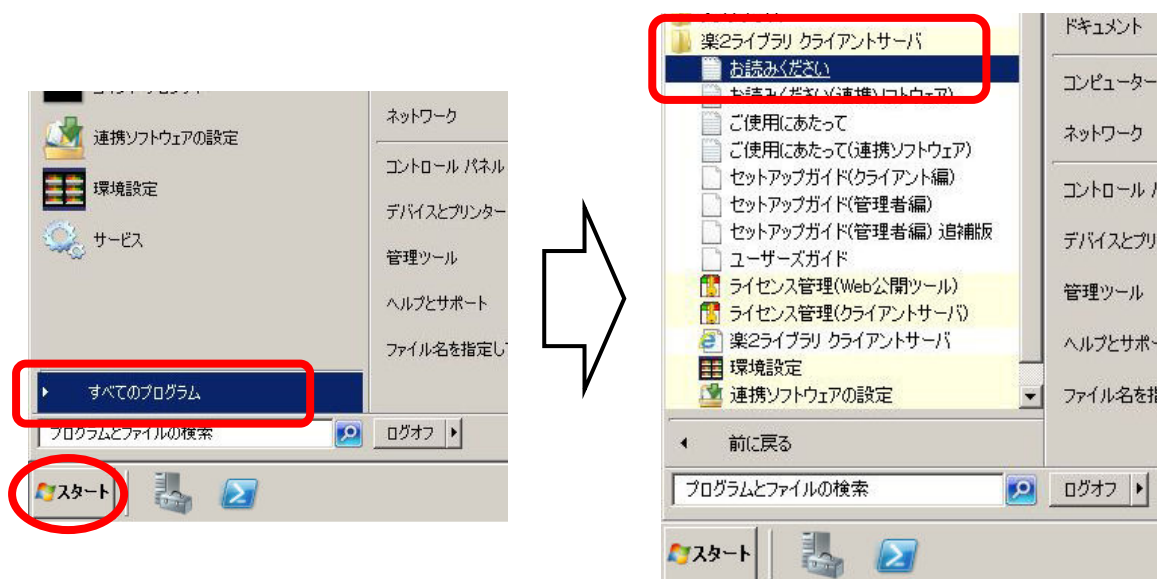 連携ソフトウェアの設定
環境設定
サービス
すべてのプログラム
プログラムとファイルの検索
スタート
ネットワーク
コントロール パネル
デバイスとプリンター
管理ツール
ヘルプとサポート
ファイル名を指定し
ログオフ
楽2ライブラリ クライアントサーバ
お読みください
お読みください(連携ソフトウェア)
ご使用にあたって
ご使用にあたって(連携ソフトウェア)
セットアップガイド(クライアント編)
セットアップガイド(管理者編)
セットアップガイド(管理者編) 追補版
ユーザーズガイド
ライセンス管理(Web公開ツール)
ライセンス管理(クライアントサーバ)
楽2ライブラリ クライアントサーバ
環境設定
連携ソフトウェアの設定
前に戻る
プログラムとファイルの検索
スタート
ドキュメント
コンピューター
ネットワーク
コントロール
デバイスとプリ
管理ツール
ヘルプとサポー
ファイル名を指
ログオフ